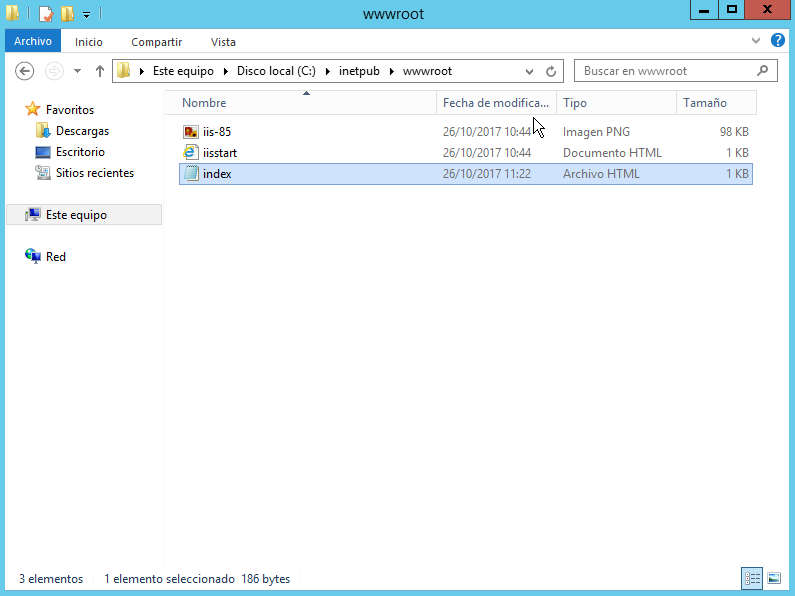 wwwroot
Archivo Inicio Compartir Vista
Este equipo Disco local (C:) inetpub wwwroot Buscar en wwwroot
Favoritos
Descargas
Escritorio
Sitios recientes
Este equipo
Red
Nombre Fecha de modifica... Tipo Tamaño
iis-85 26/10/2017 10:44 Imagen PNG 98 KB
iisstart 26/10/2017 10:44 Documento HTML 1 KB
index 26/10/2017 11:22 Archivo HTML 1 KB
3 elementos 1 elemento seleccionado 186 bytes